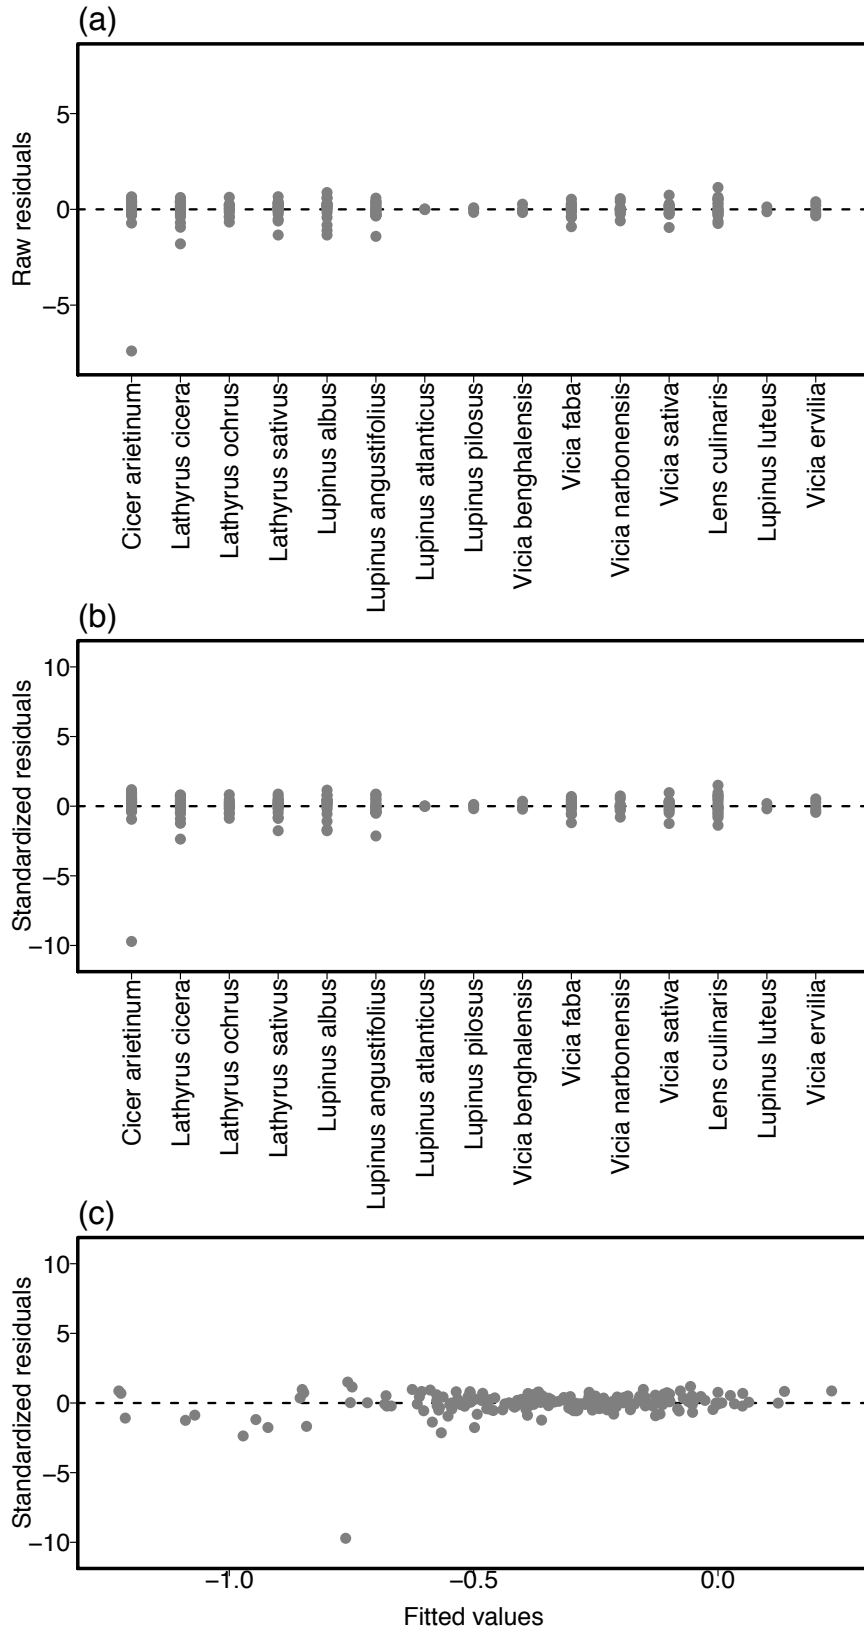 (a)
Raw residuals
5
0
−5
Cicer arietinum
Lathyrus cicera
Lathyrus ochrus
Lathyrus sativus
Lupinus albus
Lupinus angustifolius
Lupinus atlanticus
Lupinus pilosus
Vicia benghalensis
Vicia faba
Vicia narbonensis
Vicia sativa
Lens culinaris
Lupinus luteus
Vicia ervilia
(b)
Standardized residuals
10
5
0
−5
−10
Cicer arietinum
Lathyrus cicera
Lathyrus ochrus
Lathyrus sativus
Lupinus albus
Lupinus angustifolius
Lupinus atlanticus
Lupinus pilosus
Vicia benghalensis
Vicia faba
Vicia narbonensis
Vicia sativa
Lens culinaris
Lupinus luteus
Vicia ervilia
(c)
Standardized residuals
10
5
0
−5
−10
−1.0 −0.5 0.0
Fitted values